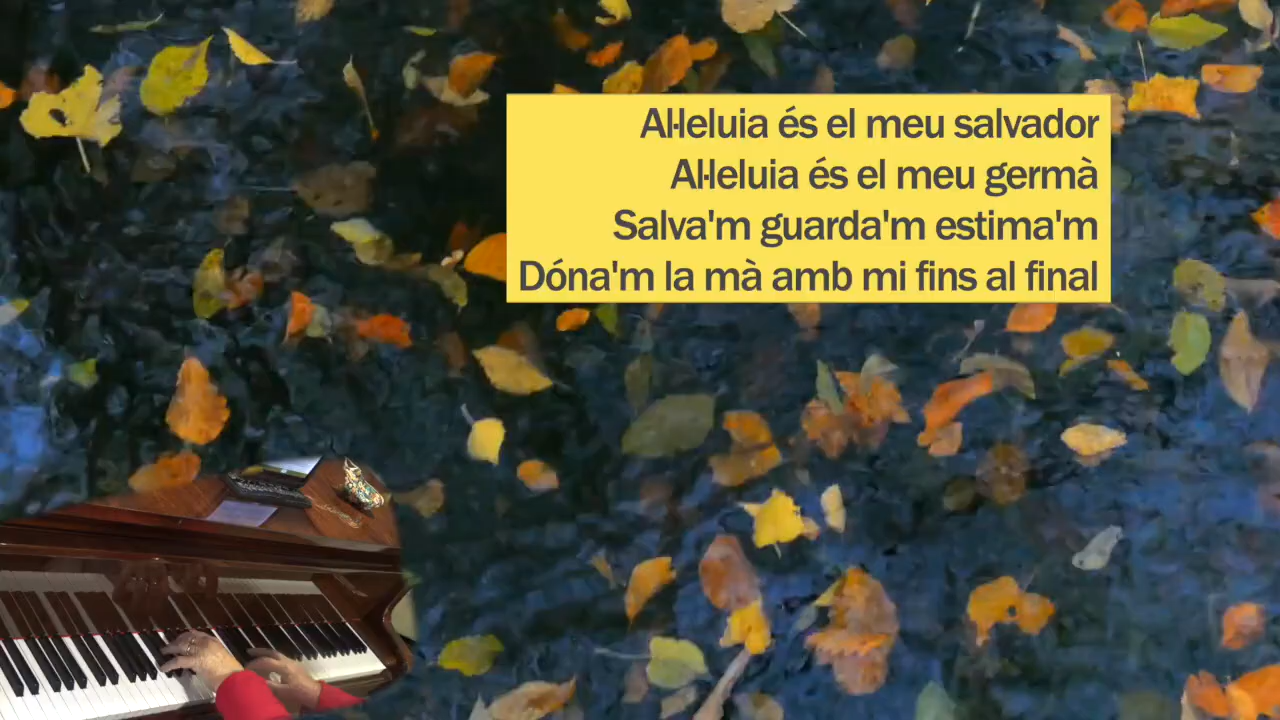 Al·leluia és el meu salvador
Al·leluia és el meu germà
Salva'm guarda'm estima'm
Dóna'm la mà amb mi fins al final